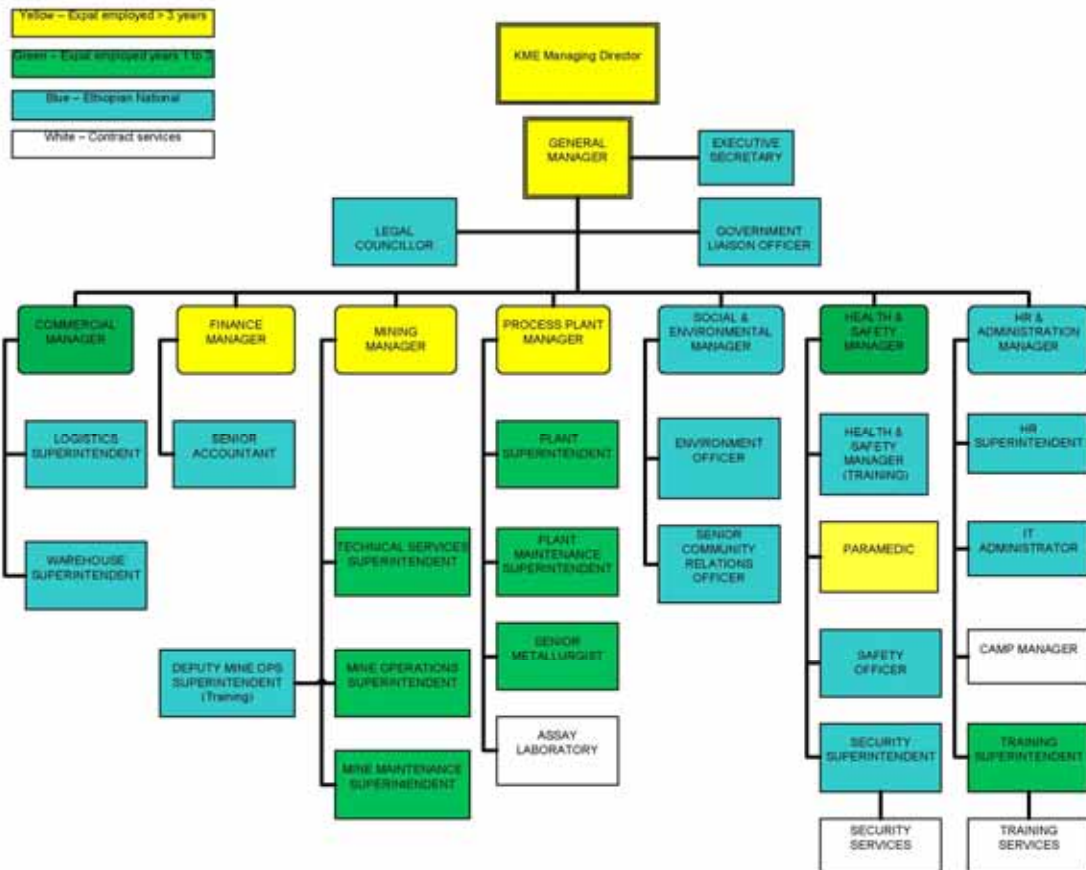 Yellow – Expat employed > 3 years
Green – Expat employed years 1 to 3
Blue – Ethiopian National
White – Contract services
KME Managing Director
GENERAL
MANAGER
EXECUTIVE
SECRETARY
LEGAL
COUNCILLOR
GOVERNMENT
LIAISON OFFICER
COMMERCIAL
MANAGER
FINANCE
MANAGER
MINING
MANAGER
PROCESS PLANT
MANAGER
SOCIAL &
ENVIRONMENTAL
MANAGER
HEALTH &
SAFETY
MANAGER
HR &
ADMINISTRATION
MANAGER
LOGISTICS
SUPERINTENDENT
SENIOR
ACCOUNTANT
PLANT
SUPERINTENDENT
ENVIRONMENT
OFFICER
HEALTH &
SAFETY
MANAGER
(TRAINING)
HR
SUPERINTENDENT
WAREHOUSE
SUPERINTENDENT
TECHNICAL SERVICES
SUPERINTENDENT
PLANT
MAINTENANCE
SUPERINTENDENT
SENIOR
COMMUNITY
RELATIONS
OFFICER
PARAMEDIC
IT
ADMINISTRATOR
DEPUTY MINE OPS
SUPERINTENDENT
(Training)
MINE OPERATIONS
SUPERINTENDENT
SENIOR
METALLURGIST
SAFETY
OFFICER
CAMP MANAGER
MINE MAINTENANCE
SUPERINIENDENT
ASSAY
LABORATORY
SECURITY
SUPERINTENDENT
TRAINING
SUPERINTENDENT
SECURITY
SERVICES
TRAINING
SERVICES